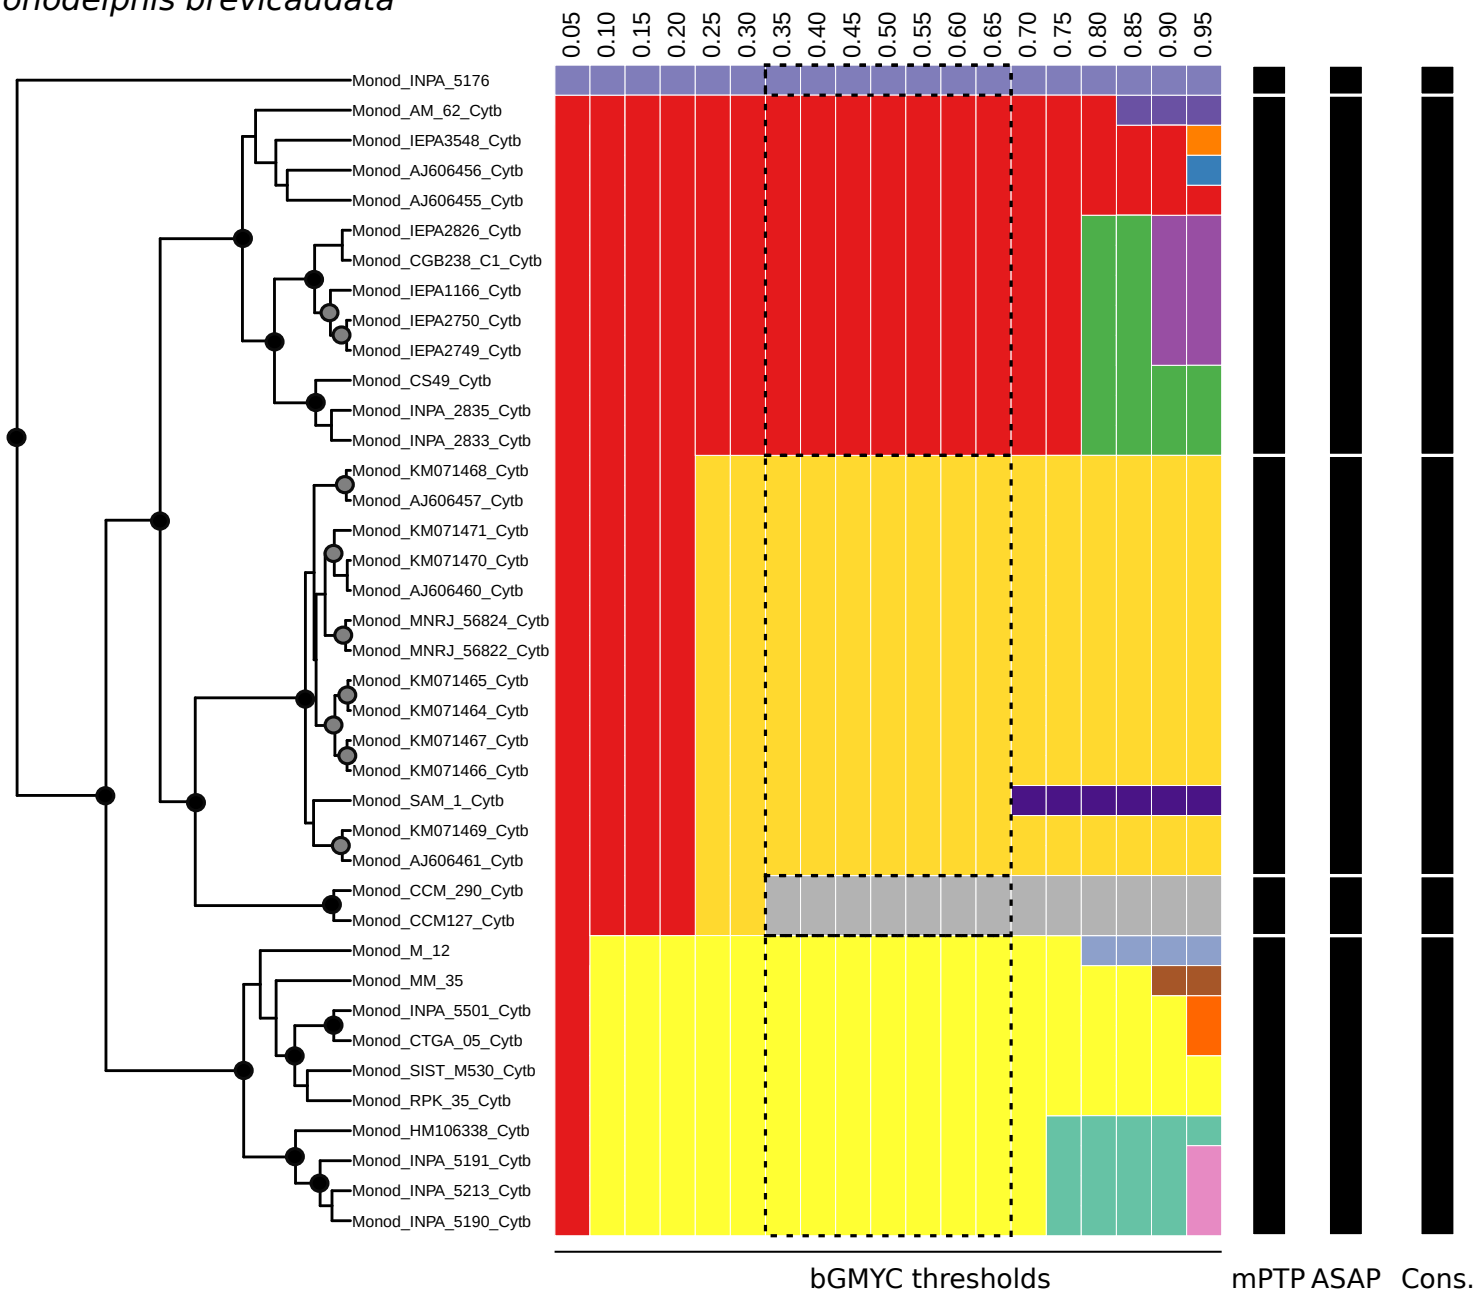 onodelphis brevicaudata
0.05 0.10 0.15 0.20 0.25 0.30 0.35 0.40 0.45 0.50 0.55 0.60 0.65 0.70 0.75 0.80 0.85 0.90 0.95
Monod_INPA_5176
Monod_AM_62_Cytb
Monod_IEPA3548_Cytb
Monod_AJ606456_Cytb
Monod_AJ606455_Cytb
Monod_IEPA2826_Cytb
Monod_CGB238_C1_Cytb
Monod_IEPA1166_Cytb
Monod_IEPA2750_Cytb
Monod_IEPA2749_Cytb
Monod_CS49_Cytb
Monod_INPA_2835_Cytb
Monod_INPA_2833_Cytb
Monod_KM071468_Cytb
Monod_AJ606457_Cytb
Monod_KM071471_Cytb
Monod_KM071470_Cytb
Monod_AJ606460_Cytb
Monod_MNRJ_56824_Cytb
Monod_MNRJ_56822_Cytb
Monod_KM071465_Cytb
Monod_KM071464_Cytb
Monod_KM071467_Cytb
Monod_KM071466_Cytb
Monod_SAM_1_Cytb
Monod_KM071469_Cytb
Monod_AJ606461_Cytb
Monod_CCM_290_Cytb
Monod_CCM127_Cytb
Monod_M_12
Monod_MM_35
Monod_INPA_5501_Cytb
Monod_CTGA_05_Cytb
Monod_SIST_M530_Cytb
Monod_RPK_35_Cytb
Monod_HM106338_Cytb
Monod_INPA_5191_Cytb
Monod_INPA_5213_Cytb
Monod_INPA_5190_Cytb
bGMYC thresholds mPTP ASAP Cons.